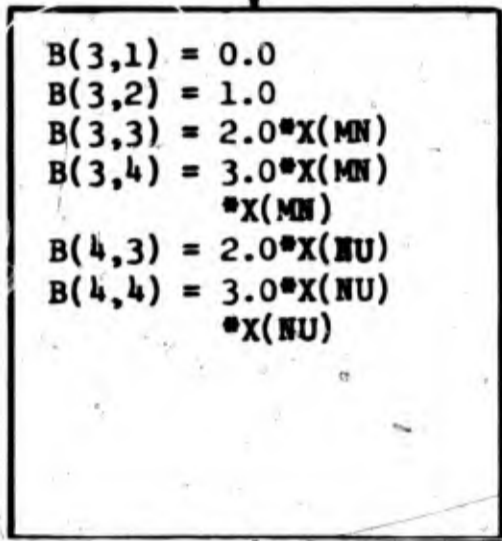 B(3,1) = 0.0
B(3,2) = 1.0
B(3,3) = 2.0*X(MN)
B(3,4) = 3.0*X(MN)
*X(MN)
B(4,3) = 2.0*X(NU)
B(4,4) = 3.0*X(NU)
*X(NU)